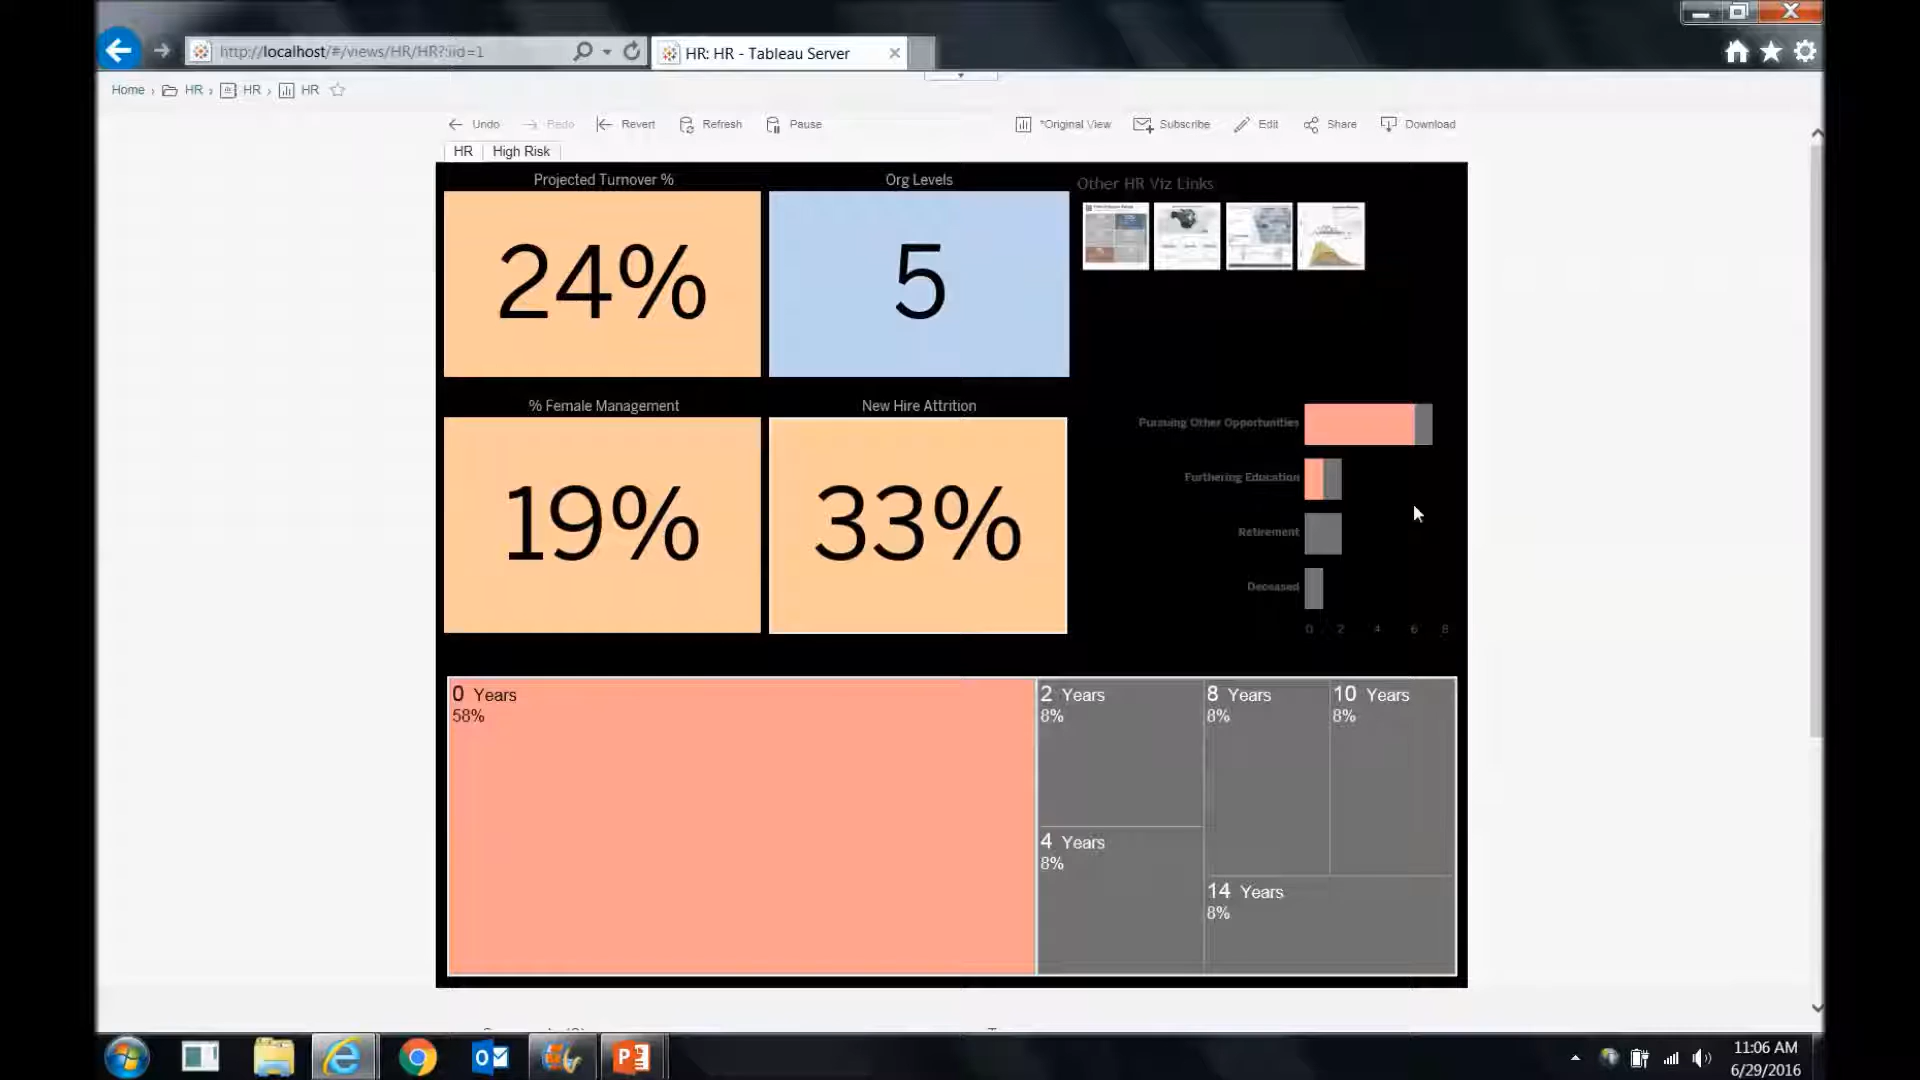 http://localhost/#/views/HR/HR?:iid=1
HR: HR - Tableau Server
Home › HR › HR › HR
Undo Redo Revert Refresh Pause
*Original View Subscribe Edit Share Download
HR High Risk
Projected Turnover %
24%
Org Levels
5
Other HR Viz Links
% Female Management
19%
New Hire Attrition
33%
Pursuing Other Opportunities
Furthering Education
Retirement
Deceased
0 2 4 6 8
0 Years
58%
2 Years
8%
4 Years
8%
8 Years
8%
10 Years
8%
14 Years
8%
11:06 AM
6/29/2016